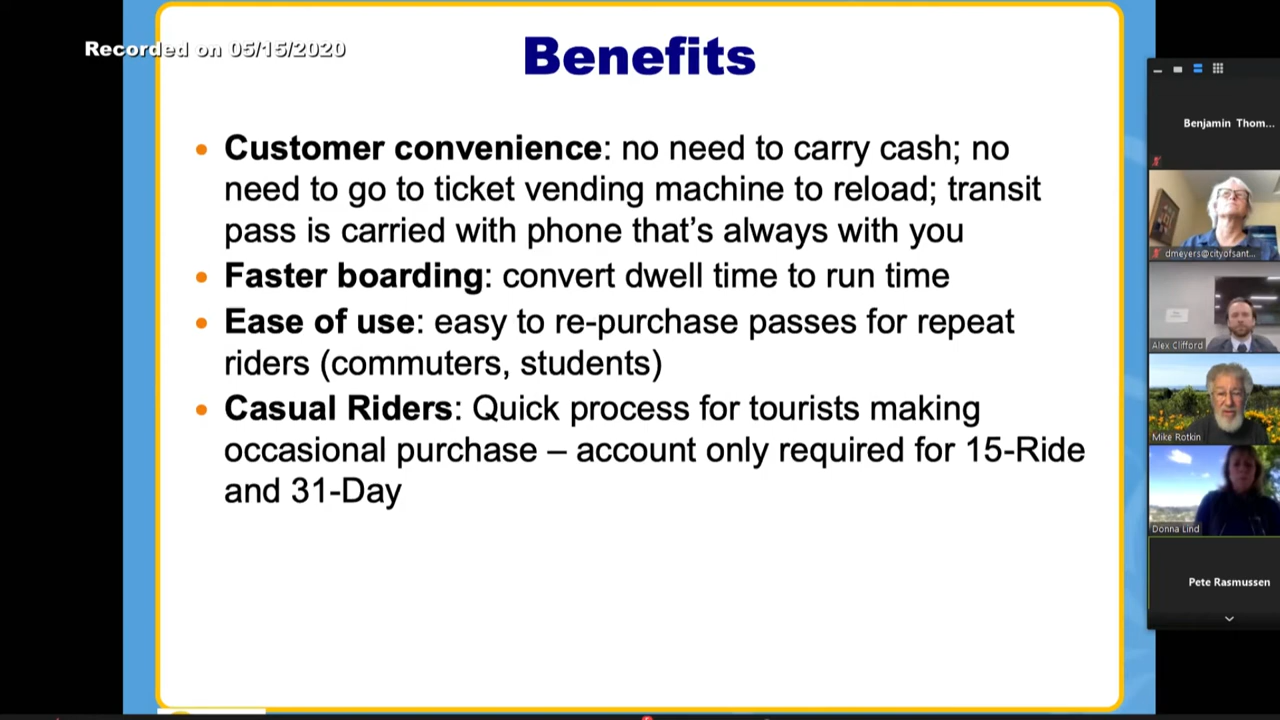 Recorded on 05/15/2020
Benefits
• Customer convenience: no need to carry cash; no
need to go to ticket vending machine to reload; transit
pass is carried with phone that's always with you
• Faster boarding: convert dwell time to run time
• Ease of use: easy to re-purchase passes for repeat
riders (commuters, students)
• Casual Riders: Quick process for tourists making
occasional purchase – account only required for 15-Ride
and 31-Day
Benjamin Thom...
dmeyers@cityofsant...
Alex Clifford
Mike Rotkin
Donna Lind
Pete Rasmussen